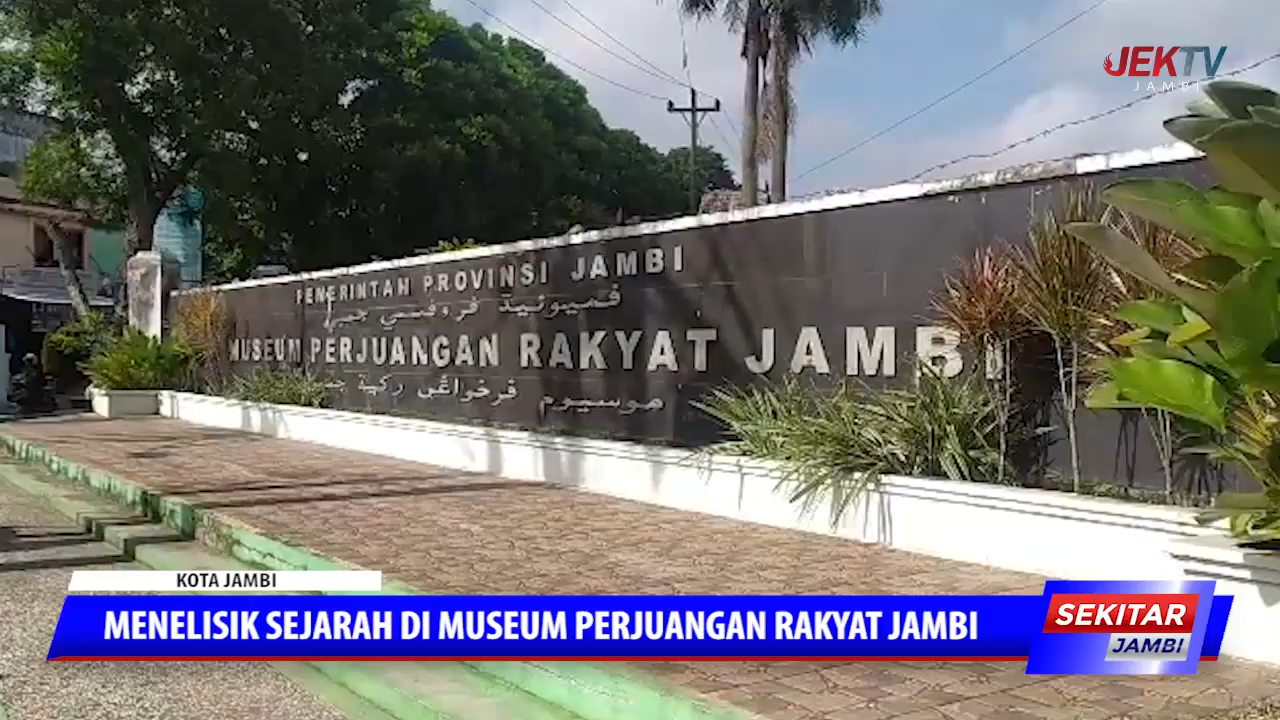 JEKTV
JAMBI
PEMERINTAH PROVINSI JAMBI
MUSEUM PERJUANGAN RAKYAT JAMBI
موسيوم
KOTA JAMBI
MENELISIK SEJARAH DI MUSEUM PERJUANGAN RAKYAT JAMBI
SEKITAR
JAMBI